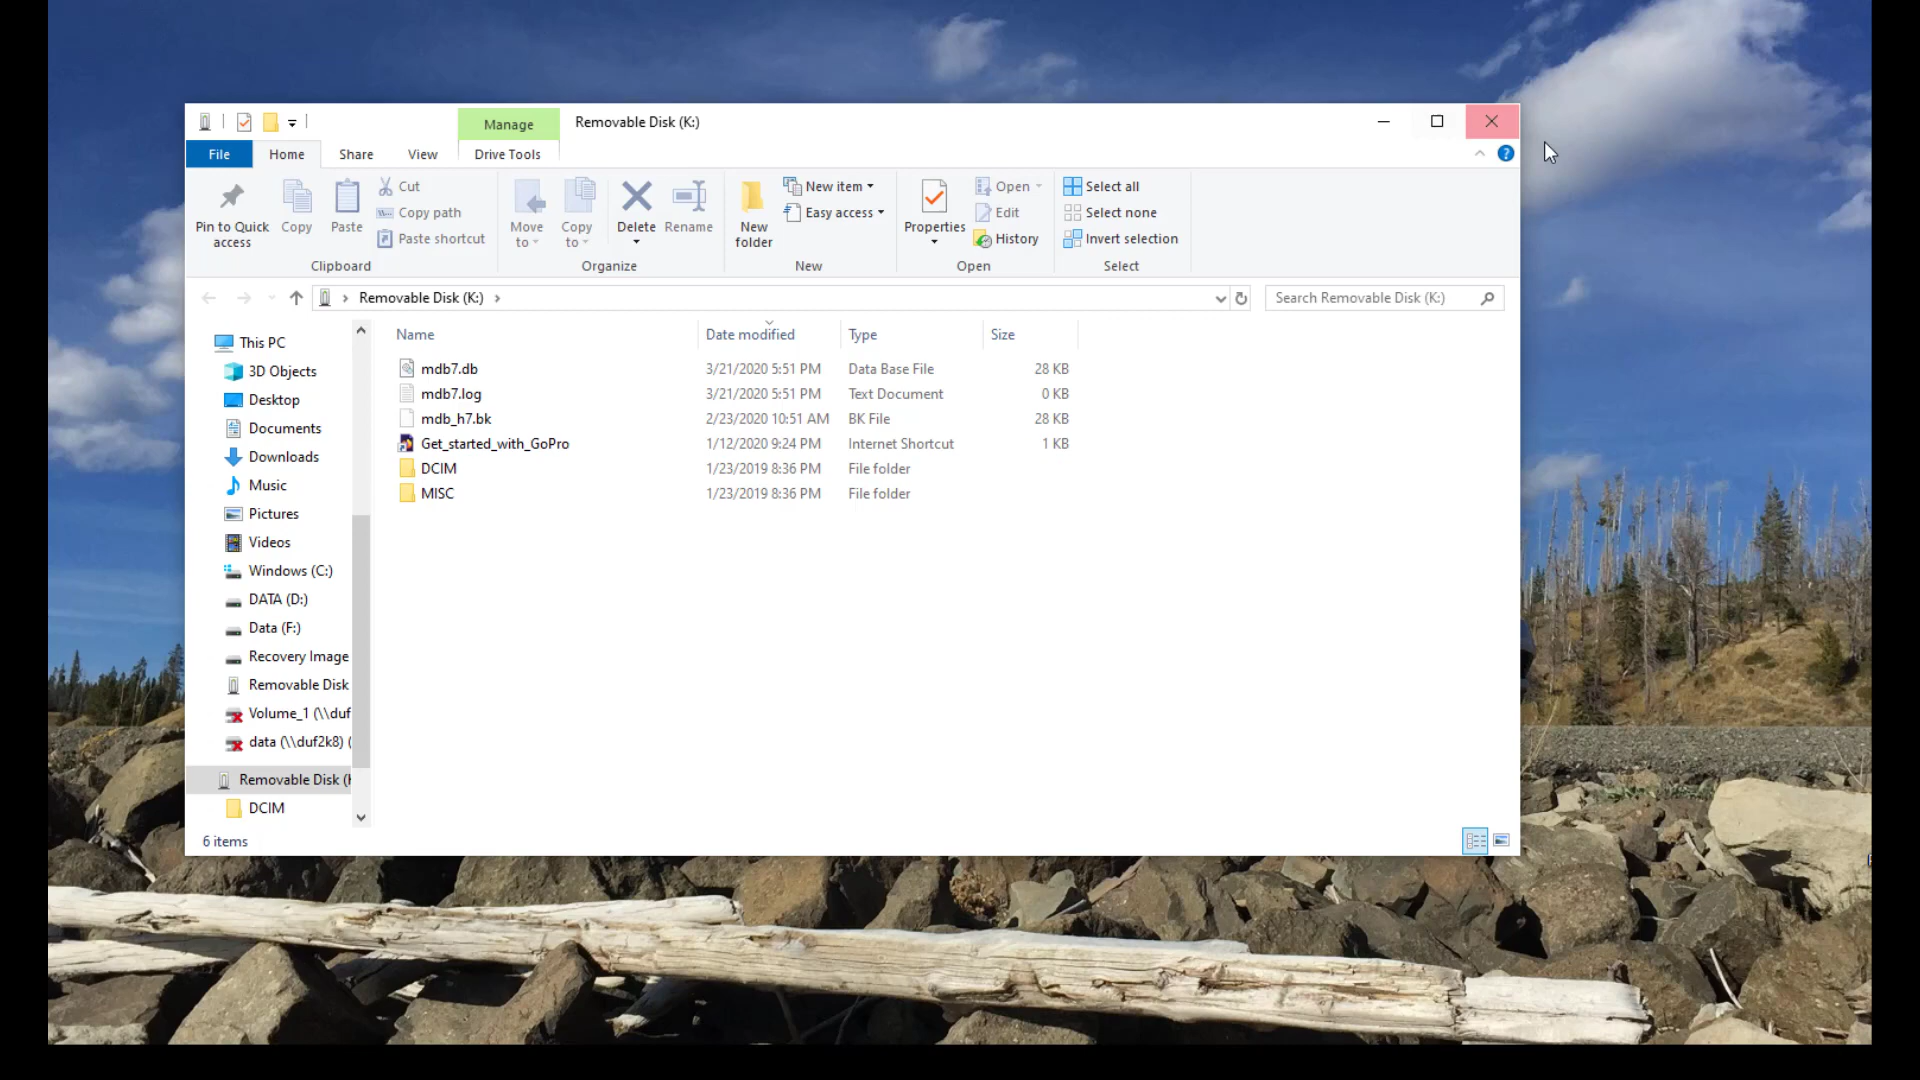 Manage
Removable Disk (K:)
File
Home
Share
View
Drive Tools
Pin to Quick access
Copy
Paste
Cut
Copy path
Paste shortcut
Clipboard
Move to
Copy to
Delete
Rename
Organize
New folder
New item
Easy access
New
Properties
Open
Edit
History
Open
Select all
Select none
Invert selection
Select
Removable Disk (K:)
Search Removable Disk (K:)
Name Date modified Type Size
mdb7.db 3/21/2020 5:51 PM Data Base File 28 KB
mdb7.log 3/21/2020 5:51 PM Text Document 0 KB
mdb_h7.bk 2/23/2020 10:51 AM BK File 28 KB
Get_started_with_GoPro 1/12/2020 9:24 PM Internet Shortcut 1 KB
DCIM 1/23/2019 8:36 PM File folder
MISC 1/23/2019 8:36 PM File folder
This PC
3D Objects
Desktop
Documents
Downloads
Music
Pictures
Videos
Windows (C:)
DATA (D:)
Data (F:)
Recovery Image
Removable Disk
Volume_1 (\\duf
data (\\duf2k8) (
Removable Disk (
DCIM
6 items